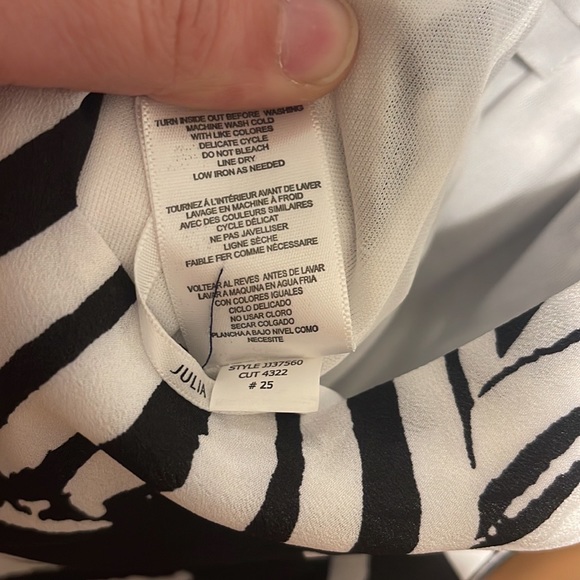 TURN INSIDE OUT BEFORE WASHING
MACHINE WASH COLD
WITH LIKE COLORES
DELICATE CYCLE
DO NOT BLEACH
LINE DRY
LOW IRON AS NEEDED
TOURNEZ À L'INTÉRIEUR AVANT DE LAVER
LAVAGE EN MACHINE À FROID
AVEC DES COULEURS SIMILAIRES
CYCLE DÉLICAT
NE PAS JAVELLISER
LIGNE SÈCHE
FAIBLE FER COMME NÉCESSAIRE
VOLTEAR AL REVES ANTES DE LAVAR
LAVAR A MAQUINA EN AGUA FRIA
CON COLORES IGUALES
CICLO DELICADO
NO USAR CLORO
SECAR COLGADO
PLANCHA A BAJO NIVEL COMO
NECESITE
JULIA
STYLE JJ37560
CUT 4322
# 25